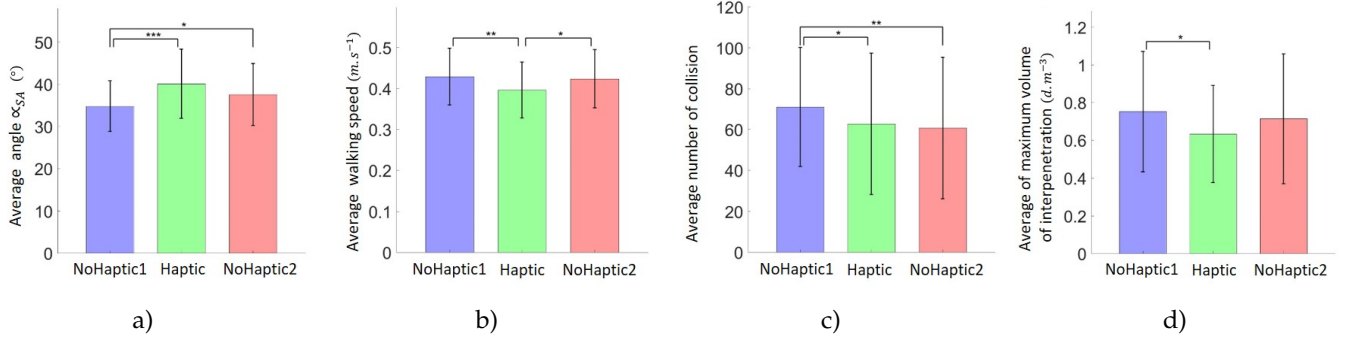 Average angle ∝SA (°)
50
40
30
20
10
0
*
***
NoHaptic1 Haptic NoHaptic2
a)
Average walking speed (m.s−1)
0.5
0.4
0.3
0.2
0.1
0
** *
NoHaptic1 Haptic NoHaptic2
b)
Average number of collision
120
100
80
60
40
20
0
**
*
NoHaptic1 Haptic NoHaptic2
c)
Average of maximum volume
of interpenetration (d.m−3)
1.2
1
0.8
0.6
0.4
0.2
0
*
NoHaptic1 Haptic NoHaptic2
d)